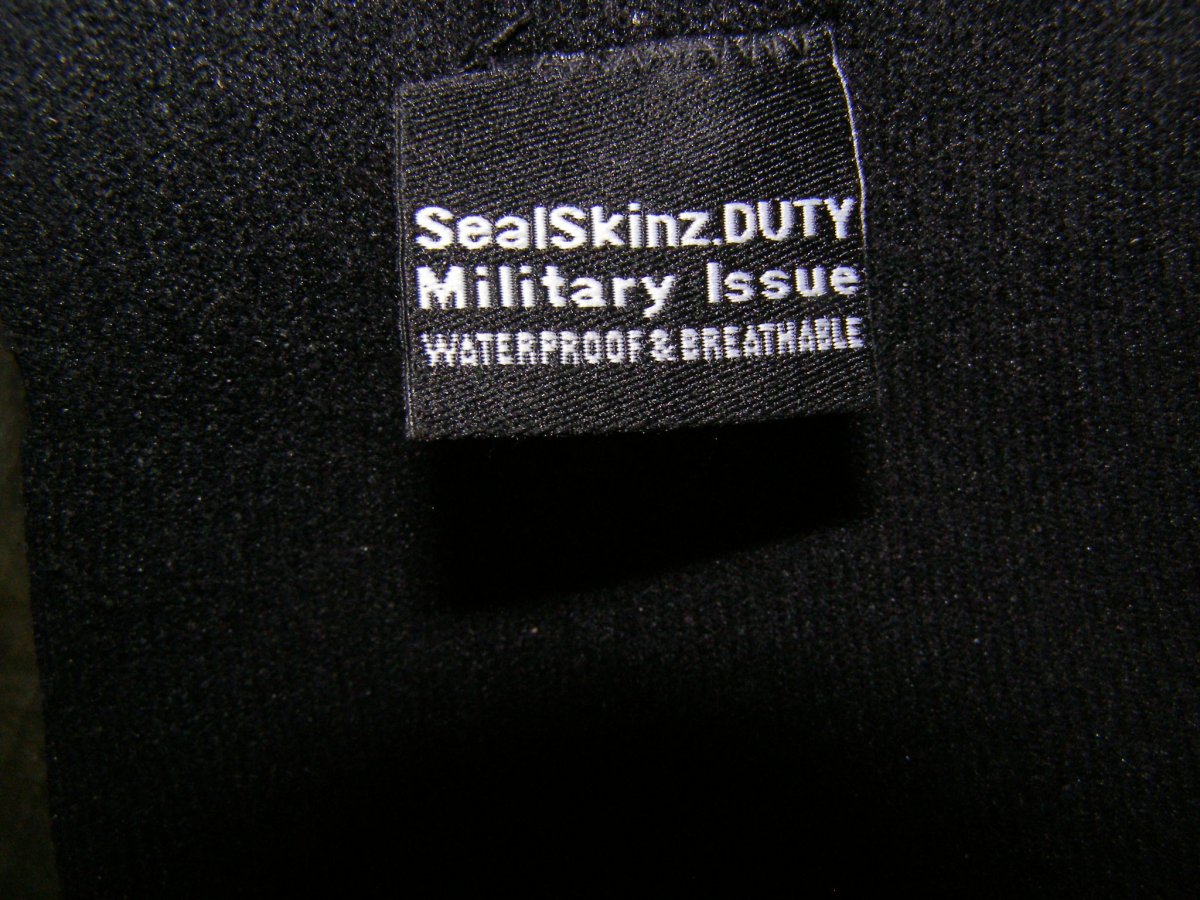 SealSkinz.DUTY
Military Issue
WATERPROOF & BREATHABLE